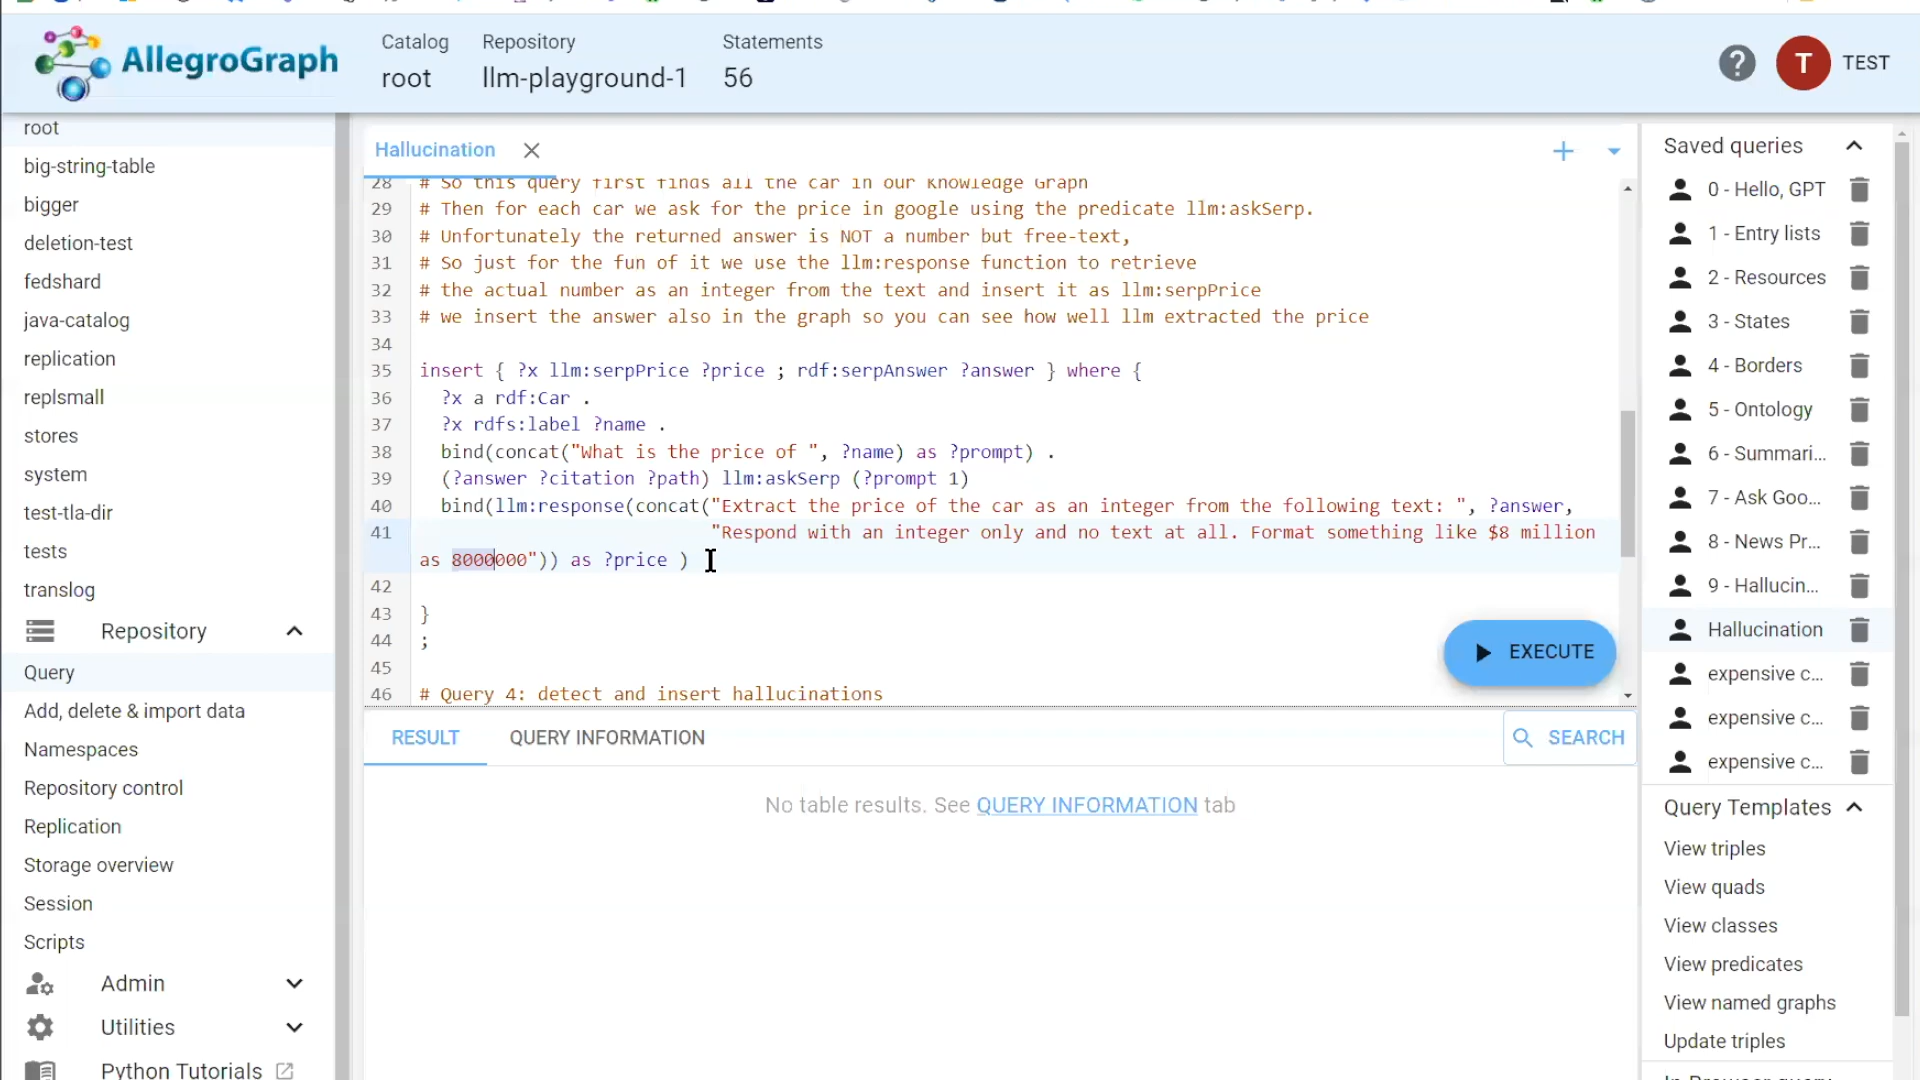 AllegroGraph
Catalog
root
Repository
llm-playground-1
Statements
56
?
T
TEST
root
big-string-table
bigger
deletion-test
fedshard
java-catalog
replication
replsmall
stores
system
test-tla-dir
tests
translog
Repository
Query
Add, delete & import data
Namespaces
Repository control
Replication
Storage overview
Session
Scripts
Admin
Utilities
Python Tutorials
Hallucination
28 # So this query first finds all the car in our Knowledge Graph
29 # Then for each car we ask for the price in google using the predicate llm:askSerp.
30 # Unfortunately the returned answer is NOT a number but free-text,
31 # So just for the fun of it we use the llm:response function to retrieve
32 # the actual number as an integer from the text and insert it as llm:serpPrice
33 # we insert the answer also in the graph so you can see how well llm extracted the price
34
35 insert { ?x llm:serpPrice ?price ; rdf:serpAnswer ?answer } where {
36 ?x a rdf:Car .
37 ?x rdfs:label ?name .
38 bind(concat("What is the price of ", ?name) as ?prompt) .
39 (?answer ?citation ?path) llm:askSerp (?prompt 1)
40 bind(llm:response(concat("Extract the price of the car as an integer from the following text: ", ?answer,
41 "Respond with an integer only and no text at all. Format something like $8 million
as 8000000")) as ?price )
42
43 }
44 ;
45
46 # Query 4: detect and insert hallucinations
EXECUTE
RESULT
QUERY INFORMATION
SEARCH
No table results. See QUERY INFORMATION tab
Saved queries
0 - Hello, GPT
1 - Entry lists
2 - Resources
3 - States
4 - Borders
5 - Ontology
6 - Summari...
7 - Ask Goo...
8 - News Pr...
9 - Hallucin...
Hallucination
expensive c...
expensive c...
expensive c...
Query Templates
View triples
View quads
View classes
View predicates
View named graphs
Update triples